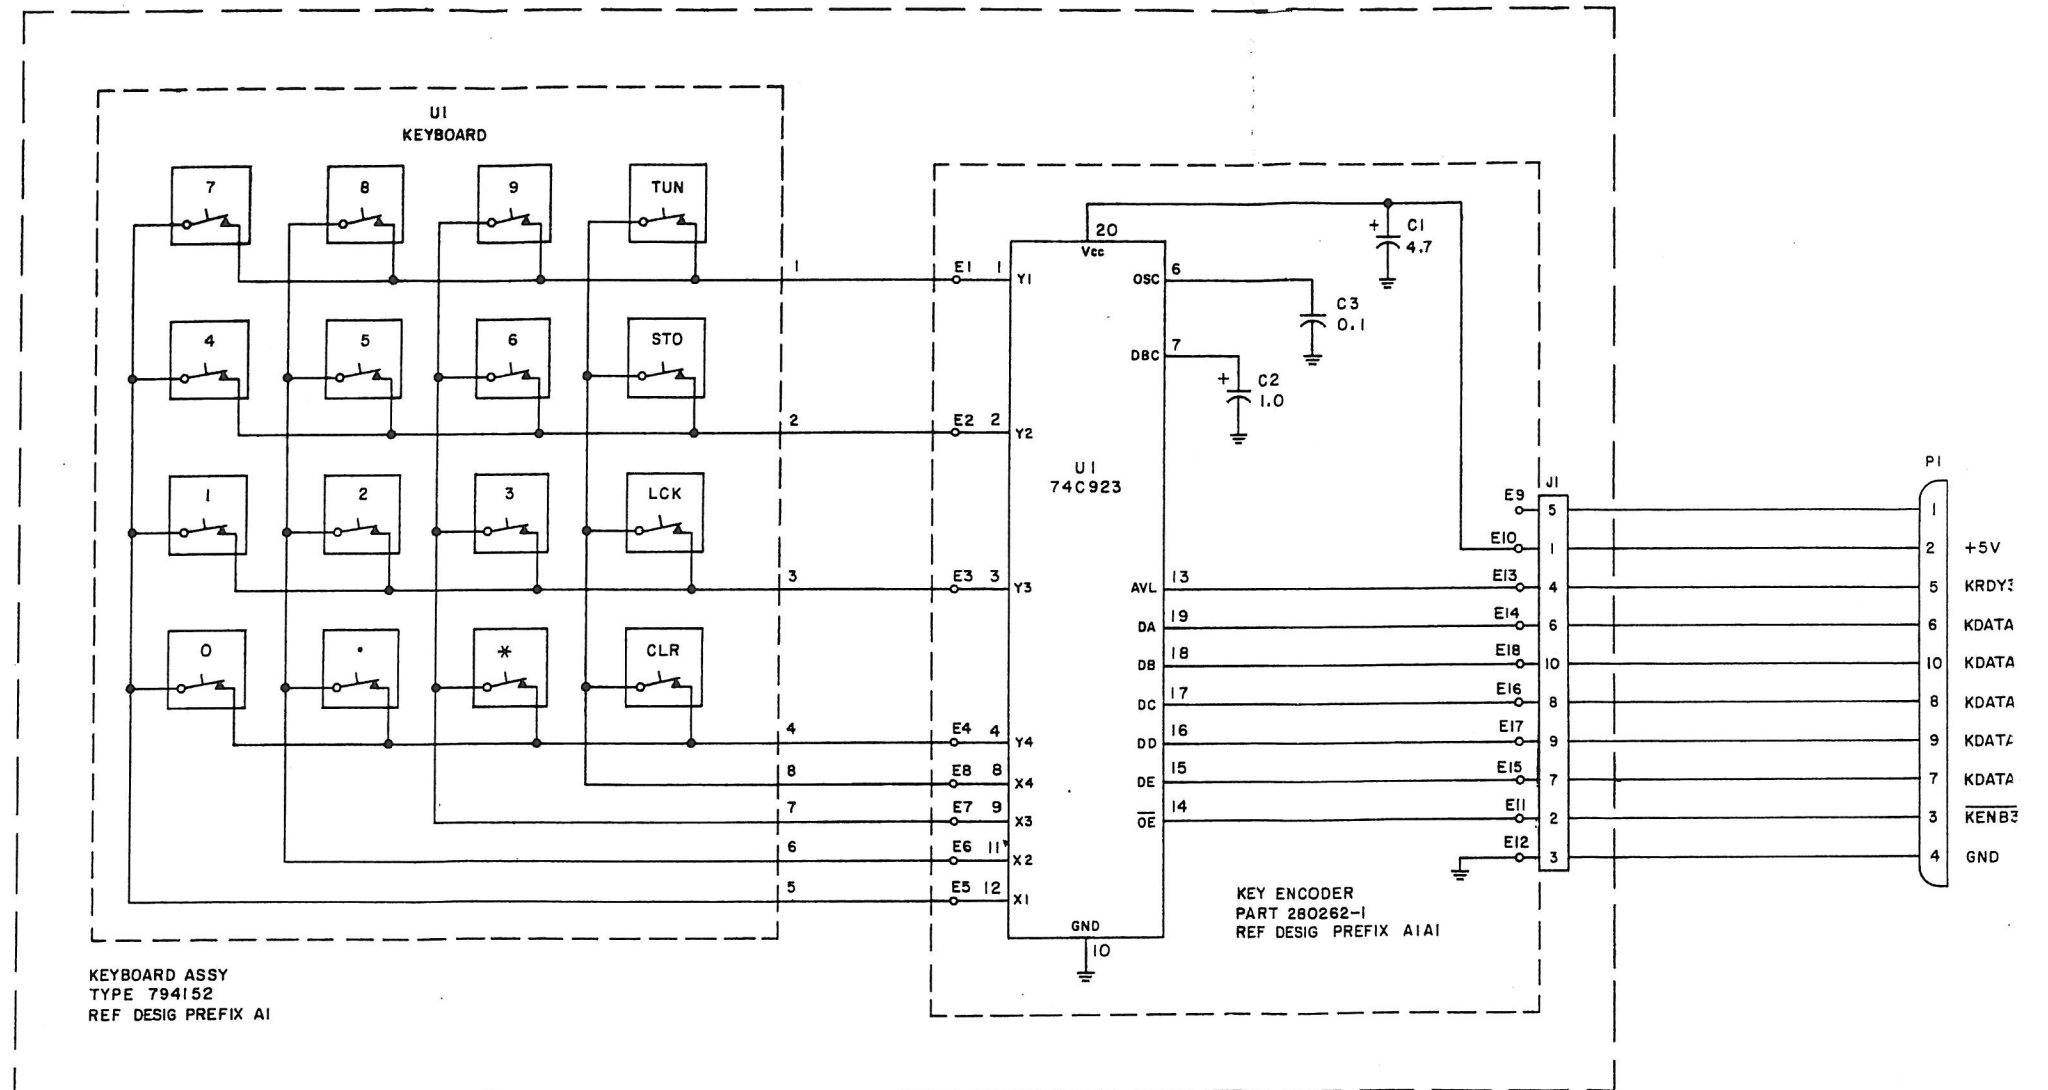 U1
KEYBOARD
7
8
9
TUN
4
5
6
STO
1
2
3
LCK
0
.
*
CLR
1
2
3
4
8
7
6
5
KEYBOARD ASSY
TYPE 794152
REF DESIG PREFIX A1
E1 1 Y1
E2 2 Y2
E3 3 Y3
E4 4 Y4
E8 8 X4
E7 9 X3
E6 11 X2
E5 12 X1
20
Vcc
OSC 6
DBC 7
U1
74C923
AVL 13
DA 19
DB 18
DC 17
DD 16
DE 15
OE 14
GND
10
+ C1
4.7
C3
0.1
+ C2
1.0
KEY ENCODER
PART 280262-1
REF DESIG PREFIX A1A1
J1
P1
E9 5 1
E10 1 2 +5V
E13 4 5 KRDY
E14 6 6 KDATA
E18 10 10 KDATA
E16 8 8 KDATA
E17 9 9 KDATA
E15 7 7 KDATA
E11 2 3 KENB
E12 3 4 GND